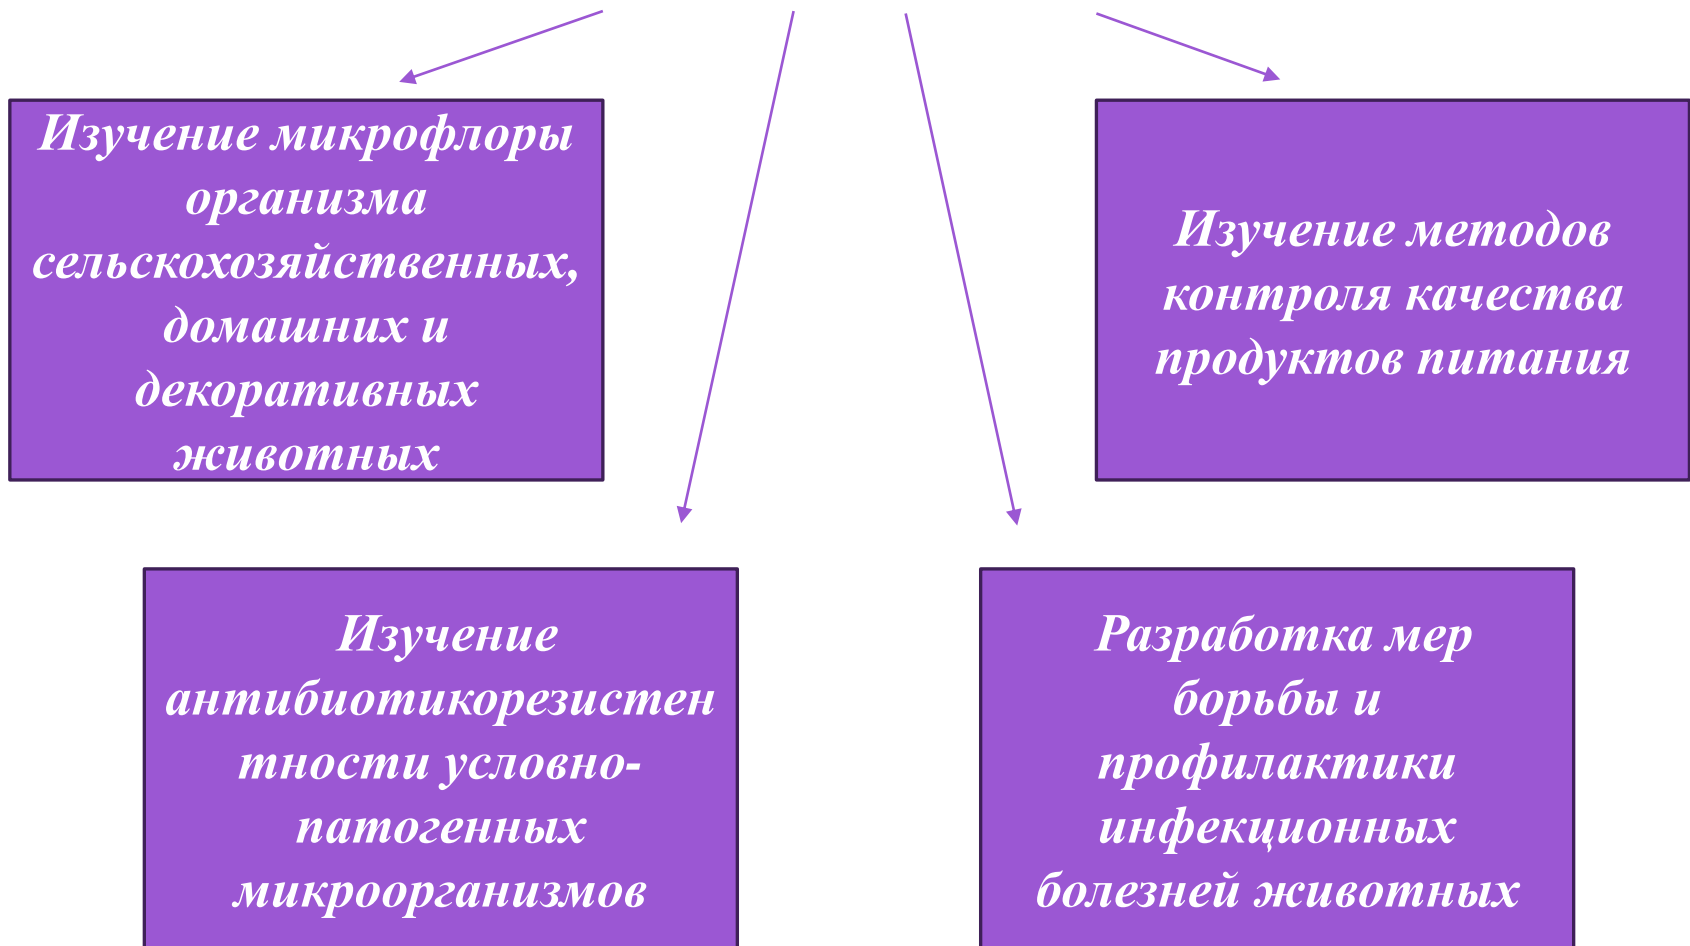 Изучение микрофлоры
организма
сельскохозяйственных,
домашних и
декоративных
животных
Изучение методов
контроля качества
продуктов питания
Изучение
антибиотикорезистен
тности условно-
патогенных
микроорганизмов
Разработка мер
борьбы и
профилактики
инфекционных
болезней животных